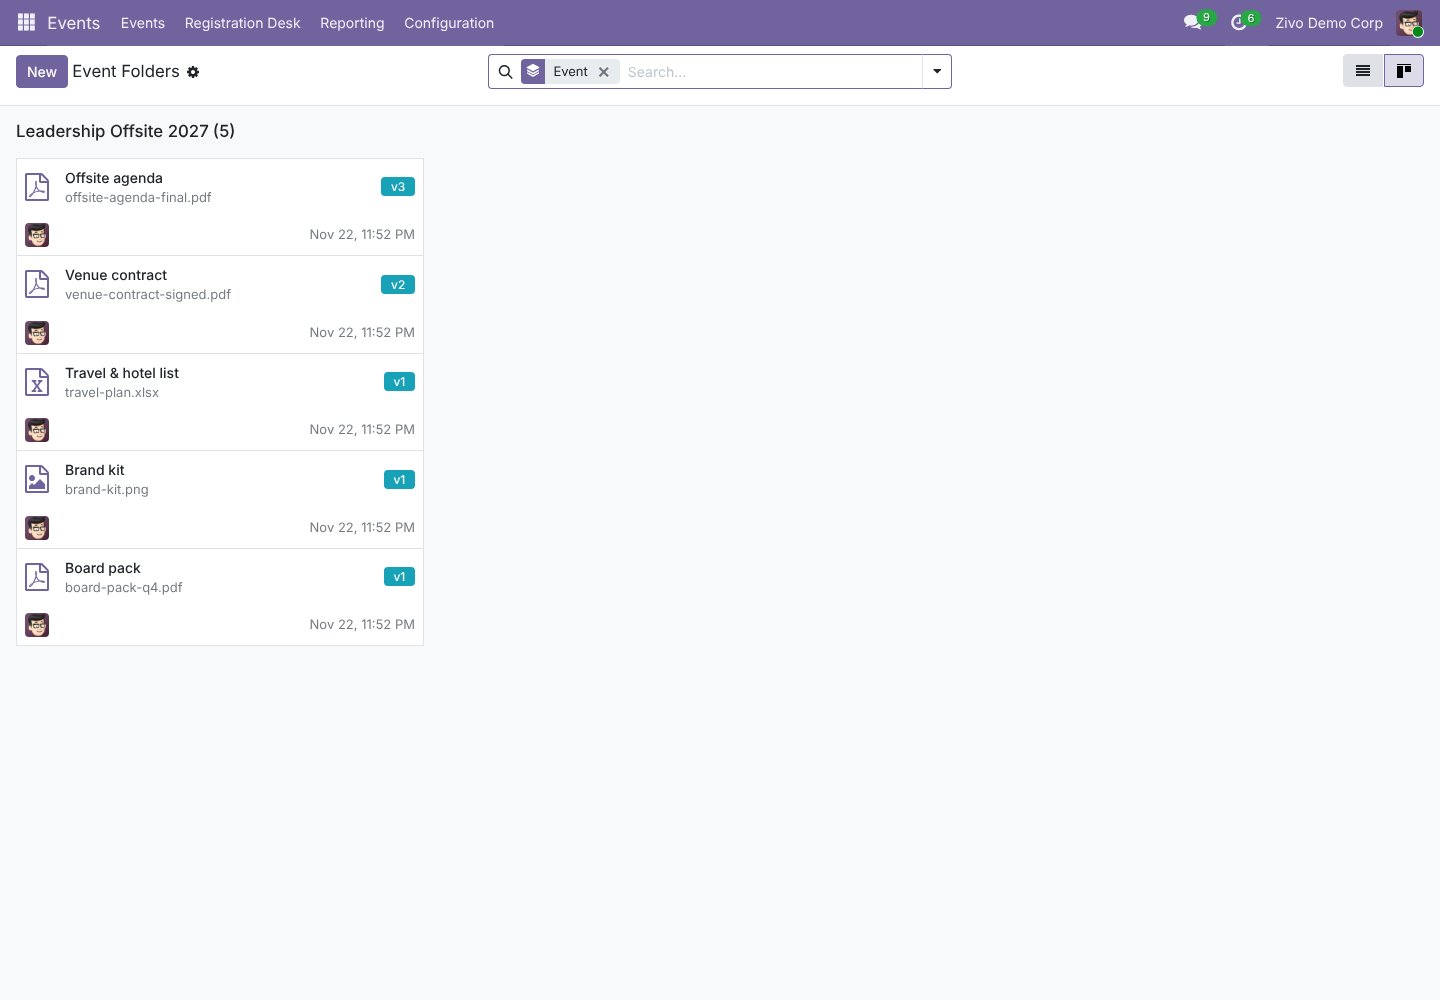 Events Events Registration Desk Reporting Configuration 9 6 Zivo Demo Corp
New Event Folders Event Search...
Leadership Offsite 2027 (5)
Offsite agenda
offsite-agenda-final.pdf
v3
Nov 22, 11:52 PM
Venue contract
venue-contract-signed.pdf
v2
Nov 22, 11:52 PM
Travel & hotel list
travel-plan.xlsx
v1
Nov 22, 11:52 PM
Brand kit
brand-kit.png
v1
Nov 22, 11:52 PM
Board pack
board-pack-q4.pdf
v1
Nov 22, 11:52 PM